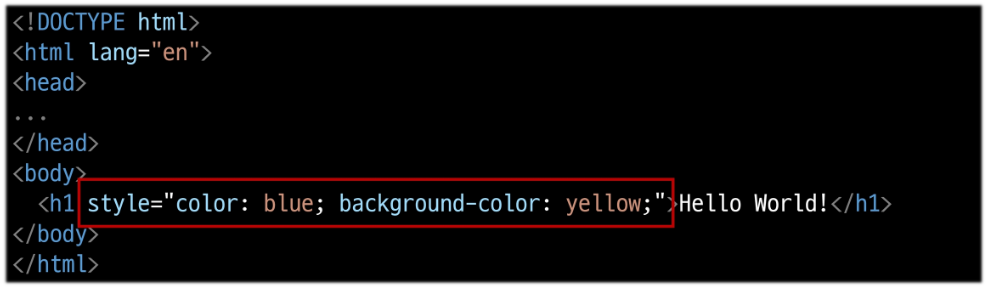 <!DOCTYPE html>
<html lang="en">
<head>
...
</head>
<body>
  <h1 style="color: blue; background-color: yellow;">Hello World!</h1>
</body>
</html>